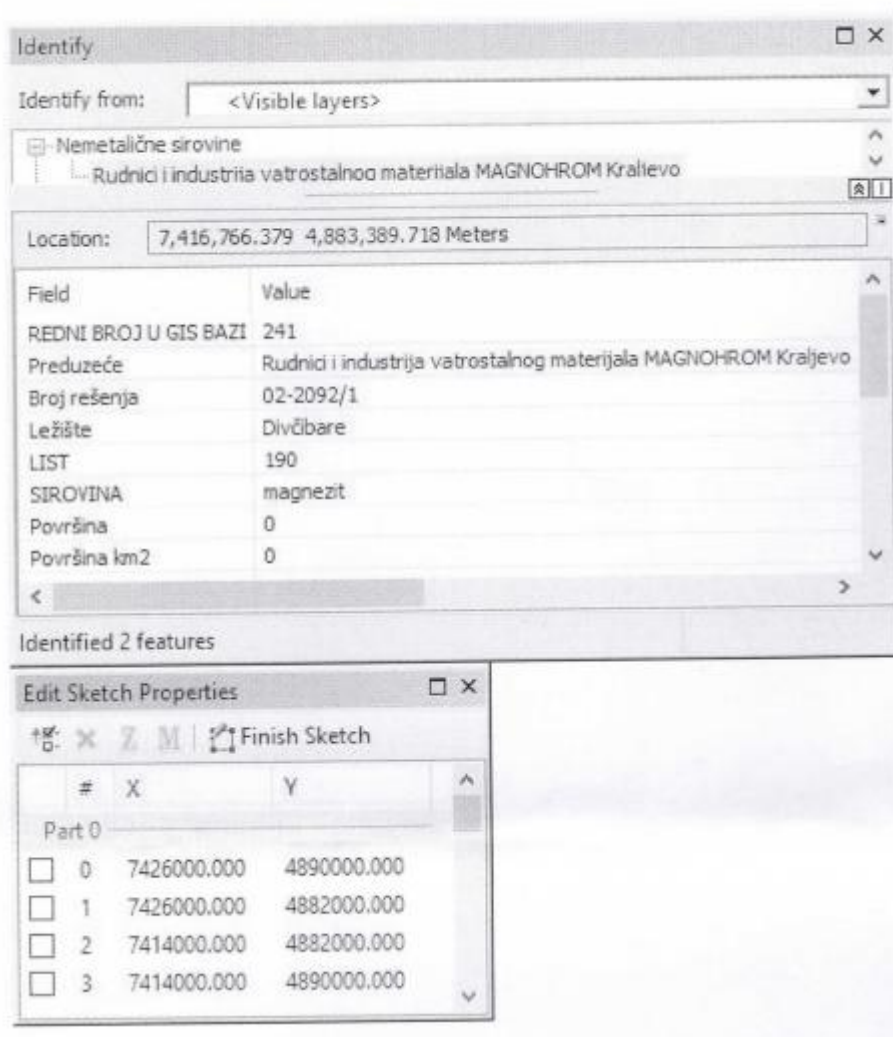 Identify
Identify from: <Visible layers>
Nemetalične sirovine
Rudnici i industrija vatrostalnog materijala MAGNOHROM Kraljevo
Location: 7,416,766.379 4,883,389.718 Meters
Field Value
REDNI BROJ U GIS BAZI 241
Preduzeće Rudnici i industrija vatrostalnog materijala MAGNOHROM Kraljevo
Broj rešenja 02-2092/1
Ležište Divčibare
LIST 190
SIROVINA magnezit
Površina 0
Površina km2 0
Identified 2 features
Edit Sketch Properties
Z M Finish Sketch
# X Y
Part 0
0 7426000.000 4890000.000
1 7426000.000 4882000.000
2 7414000.000 4882000.000
3 7414000.000 4890000.000